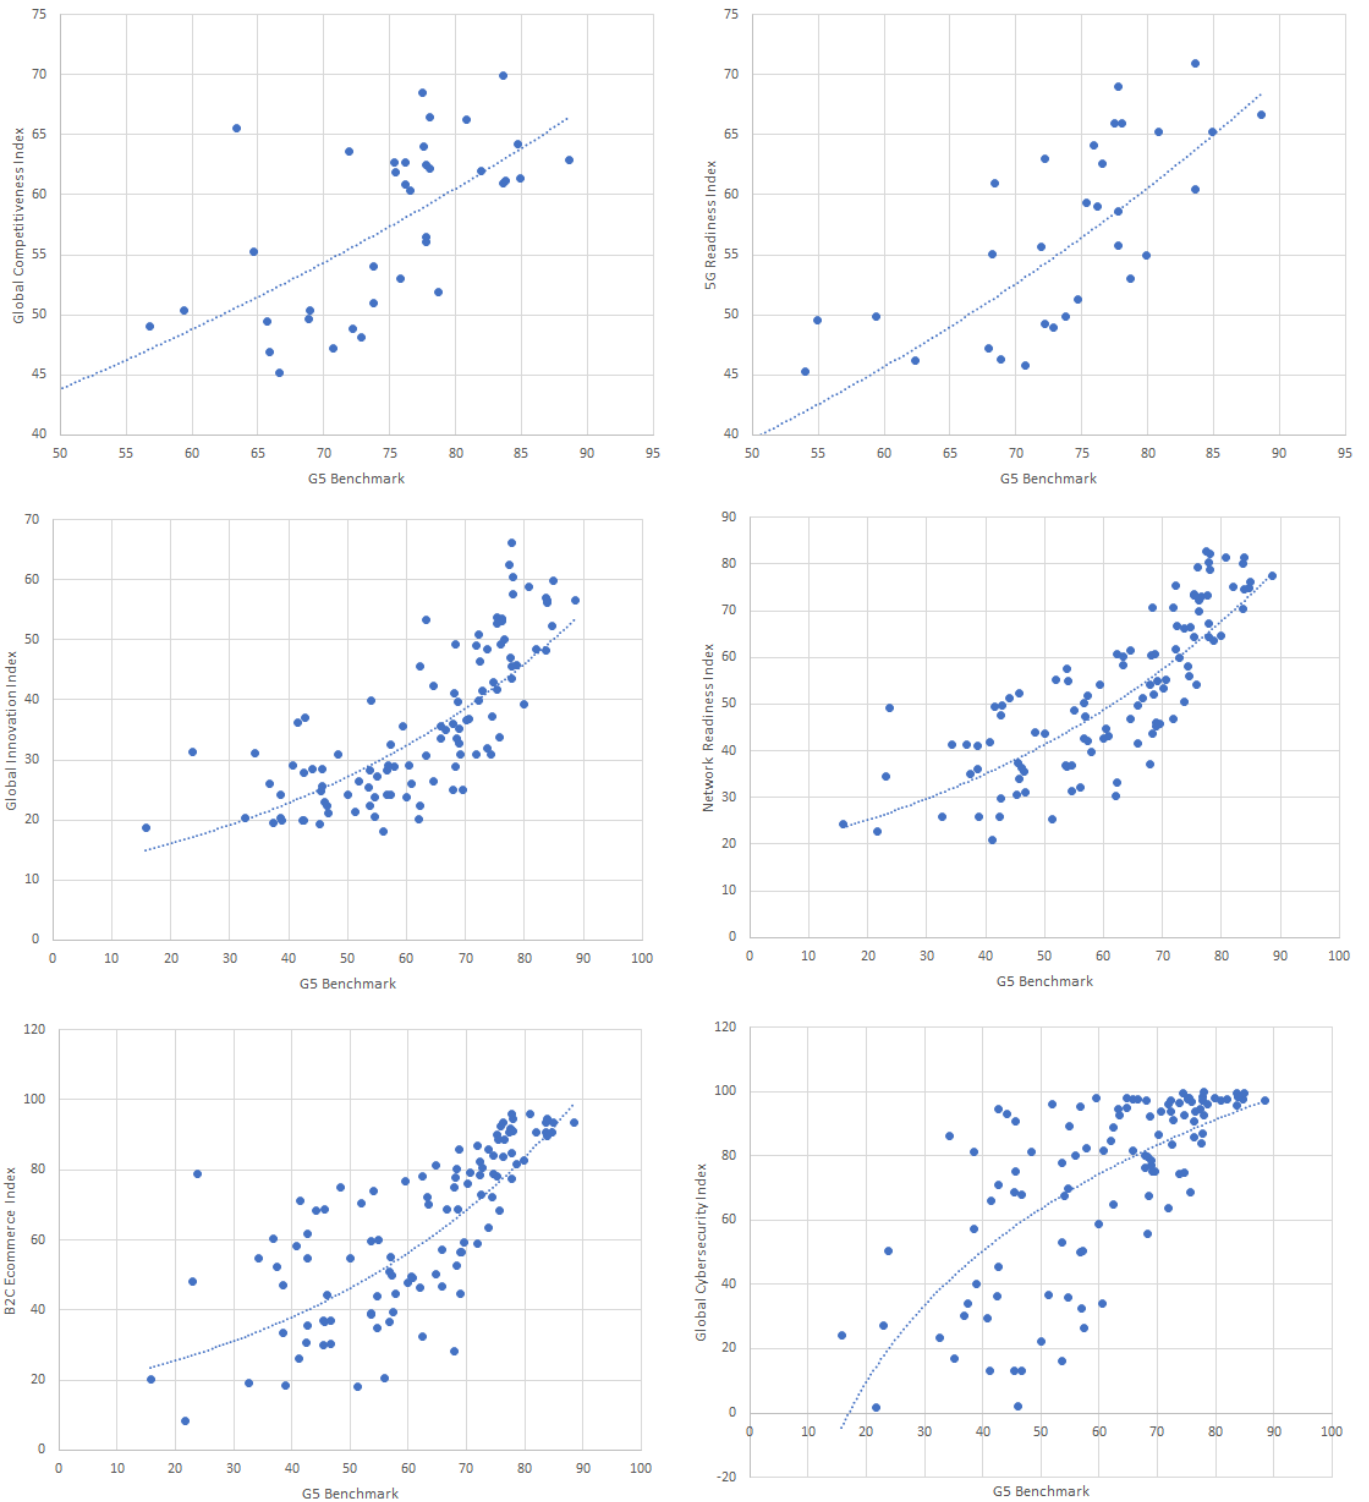 75
70
65
60
55
50
45
40
Global Competitiveness Index
50 55 60 65 70 75 80 85 90 95
G5 Benchmark
75
70
65
60
55
50
45
40
5G Readiness Index
50 55 60 65 70 75 80 85 90 95
G5 Benchmark
70
60
50
40
30
20
10
0
Global Innovation Index
0 10 20 30 40 50 60 70 80 90 100
G5 Benchmark
90
80
70
60
50
40
30
20
10
0
Network Readiness Index
0 10 20 30 40 50 60 70 80 90 100
G5 Benchmark
120
100
80
60
40
20
0
B2C Ecommerce Index
0 10 20 30 40 50 60 70 80 90 100
G5 Benchmark
120
100
80
60
40
20
0
-20
Global Cybersecurity Index
0 10 20 30 40 50 60 70 80 90 100
G5 Benchmark